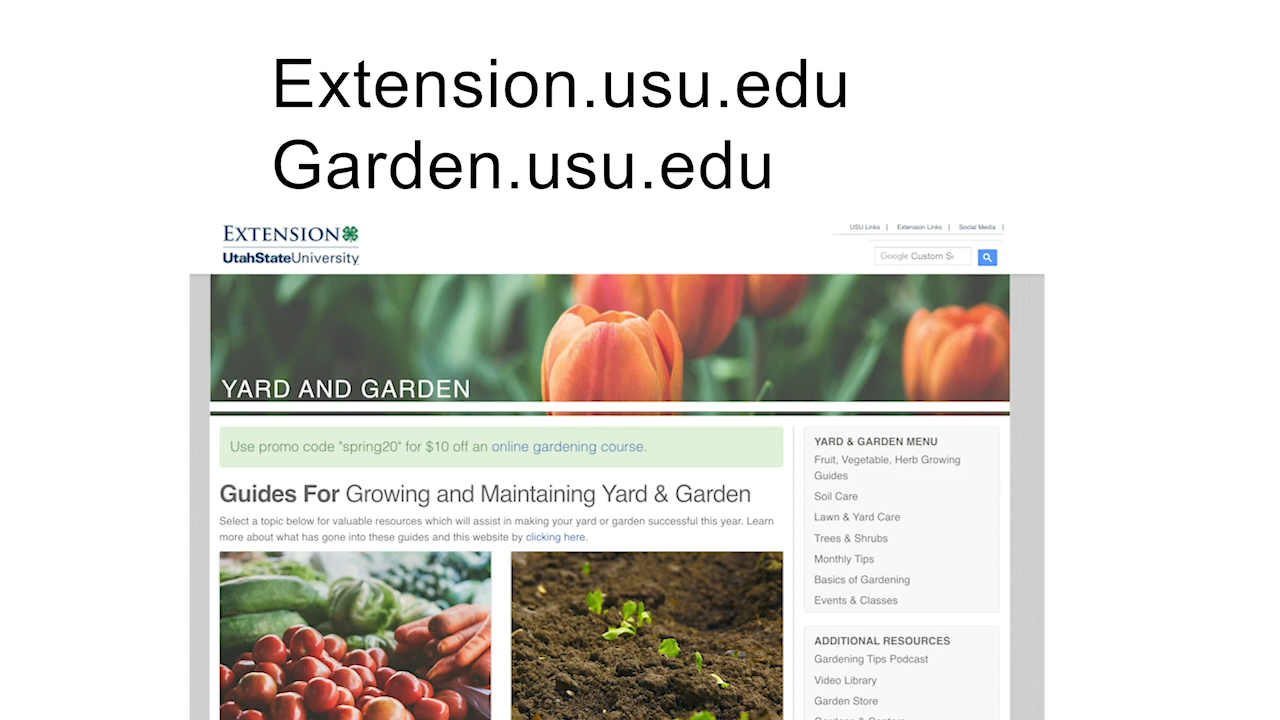 Extension.usu.edu
Garden.usu.edu
EXTENSION
UtahStateUniversity
USU Links | Extension Links | Social Media |
Google Custom S
YARD AND GARDEN
Use promo code "spring20" for $10 off an online gardening course.
Guides For Growing and Maintaining Yard & Garden
Select a topic below for valuable resources which will assist in making your yard or garden successful this year. Learn
more about what has gone into these guides and this website by clicking here.
YARD & GARDEN MENU
Fruit, Vegetable, Herb Growing
Guides
Soil Care
Lawn & Yard Care
Trees & Shrubs
Monthly Tips
Basics of Gardening
Events & Classes
ADDITIONAL RESOURCES
Gardening Tips Podcast
Video Library
Garden Store